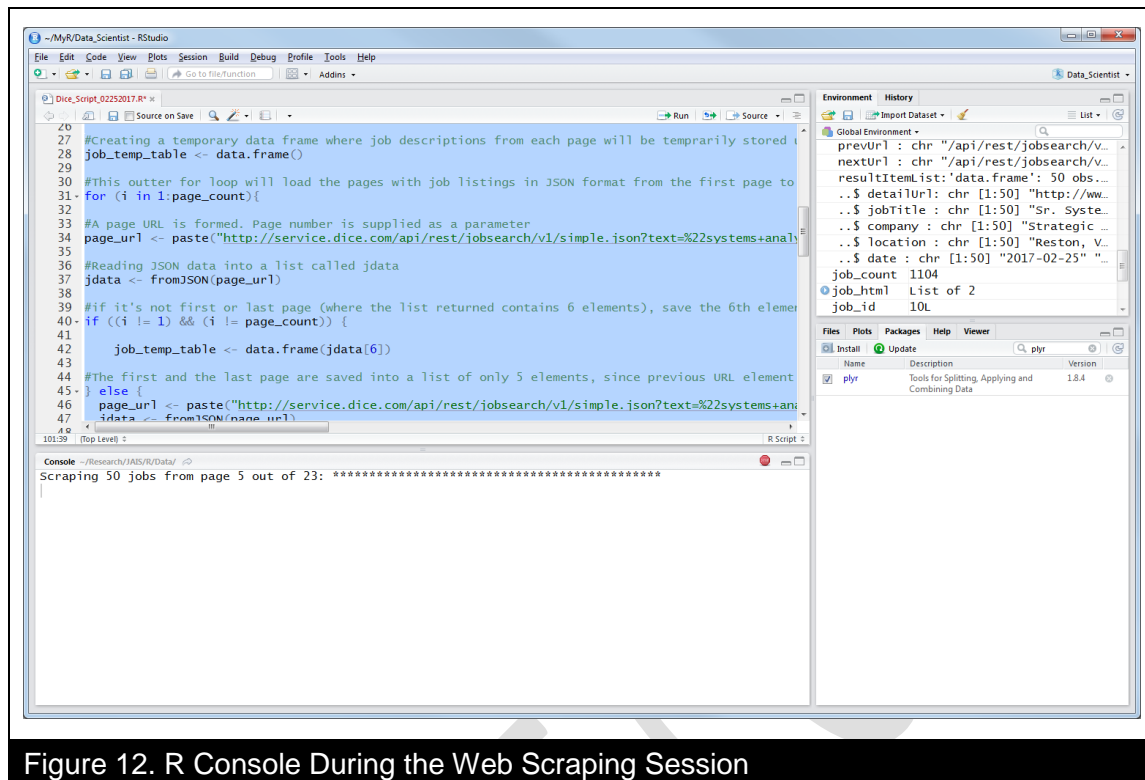 ~/MyR/Data_Scientist - RStudio
File Edit Code View Plots Session Build Debug Profile Tools Help
Go to file/function Addins Data_Scientist
Dice_Script_02252017.R*
Source on Save Run Source
26
27 #Creating a temporary data frame where job descriptions from each page will be temprarily stored
28 job_temp_table <- data.frame()
29
30 #This outter for loop will load the pages with job listings in JSON format from the first page to
31 for (i in 1:page_count){
32
33 #A page URL is formed. Page number is supplied as a parameter
34 page_url <- paste("http://service.dice.com/api/rest/jobsearch/v1/simple.json?text=%22systems+analy
35
36 #Reading JSON data into a list called jdata
37 jdata <- fromJSON(page_url)
38
39 #if it's not first or last page (where the list returned contains 6 elements), save the 6th elemen
40 if ((i != 1) && (i != page_count)) {
41
42 job_temp_table <- data.frame(jdata[6])
43
44 #The first and the last page are saved into a list of only 5 elements, since previous URL element
45 } else {
46 page_url <- paste("http://service.dice.com/api/rest/jobsearch/v1/simple.json?text=%22systems+ana
47 jdata <- fromJSON(page_url)
48
101:39 (Top Level) R Script
Console ~/Research/JAIS/R/Data/
Scraping 50 jobs from page 5 out of 23: *********************************************
Environment History
Import Dataset List
Global Environment
prevUrl : chr "/api/rest/jobsearch/v…
nextUrl : chr "/api/rest/jobsearch/v…
resultItemList:'data.frame': 50 obs.…
..$ detailUrl: chr [1:50] "http://ww…
..$ jobTitle : chr [1:50] "Sr. Syste…
..$ company : chr [1:50] "Strategic …
..$ location : chr [1:50] "Reston, V…
..$ date : chr [1:50] "2017-02-25" "…
job_count 1104
job_html List of 2
job_id 10L
Files Plots Packages Help Viewer
Install Update plyr
Name Description Version
plyr Tools for Splitting, Applying and 1.8.4
Combining Data
Figure 12. R Console During the Web Scraping Session